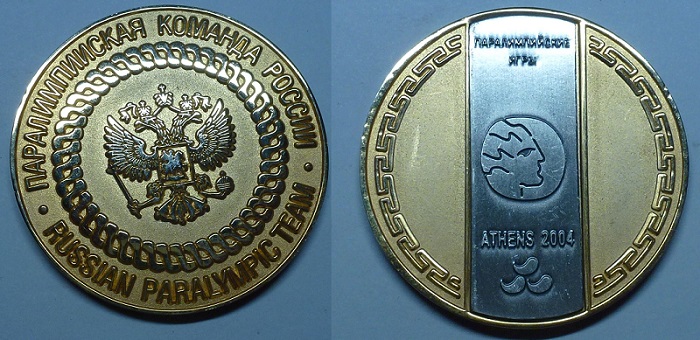 ПАРАЛИМПИЙСКАЯ КОМАНДА РОССИИ
RUSSIAN PARALYMPIC TEAM
ПАРАЛИМПИЙСКИЕ
ИГРЫ
ATHENS 2004